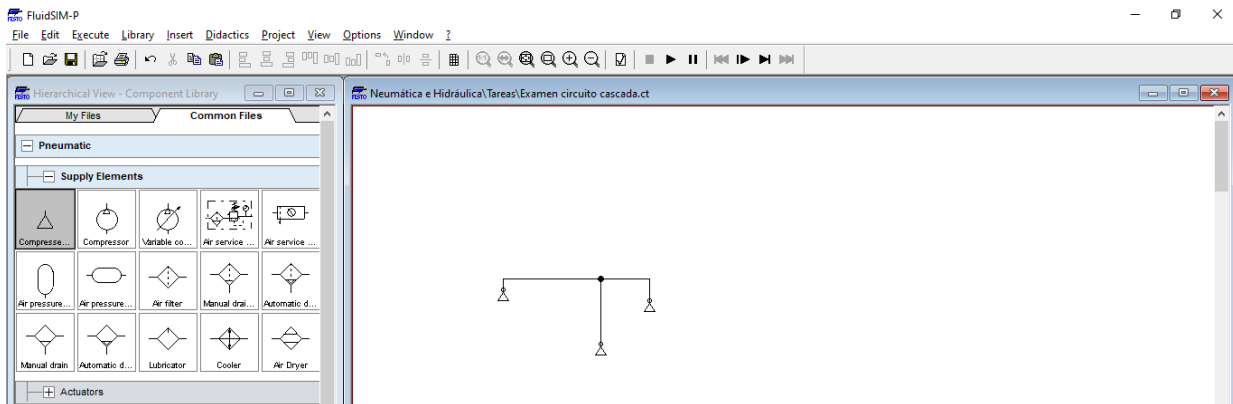 FluidSIM-P
File Edit Execute Library Insert Didactics Project View Options Window ?
Hierarchical View - Component Library
Neumática e Hidráulica\Tareas\Examen circuito cascada.ct
My Files Common Files
Pneumatic
Supply Elements
Compresse... Compressor Variable co... Air service ... Air service ...
Air pressure... Air pressure... Air filter Manual drai... Automatic d...
Manual drain Automatic d... Lubricator Cooler Air Dryer
Actuators